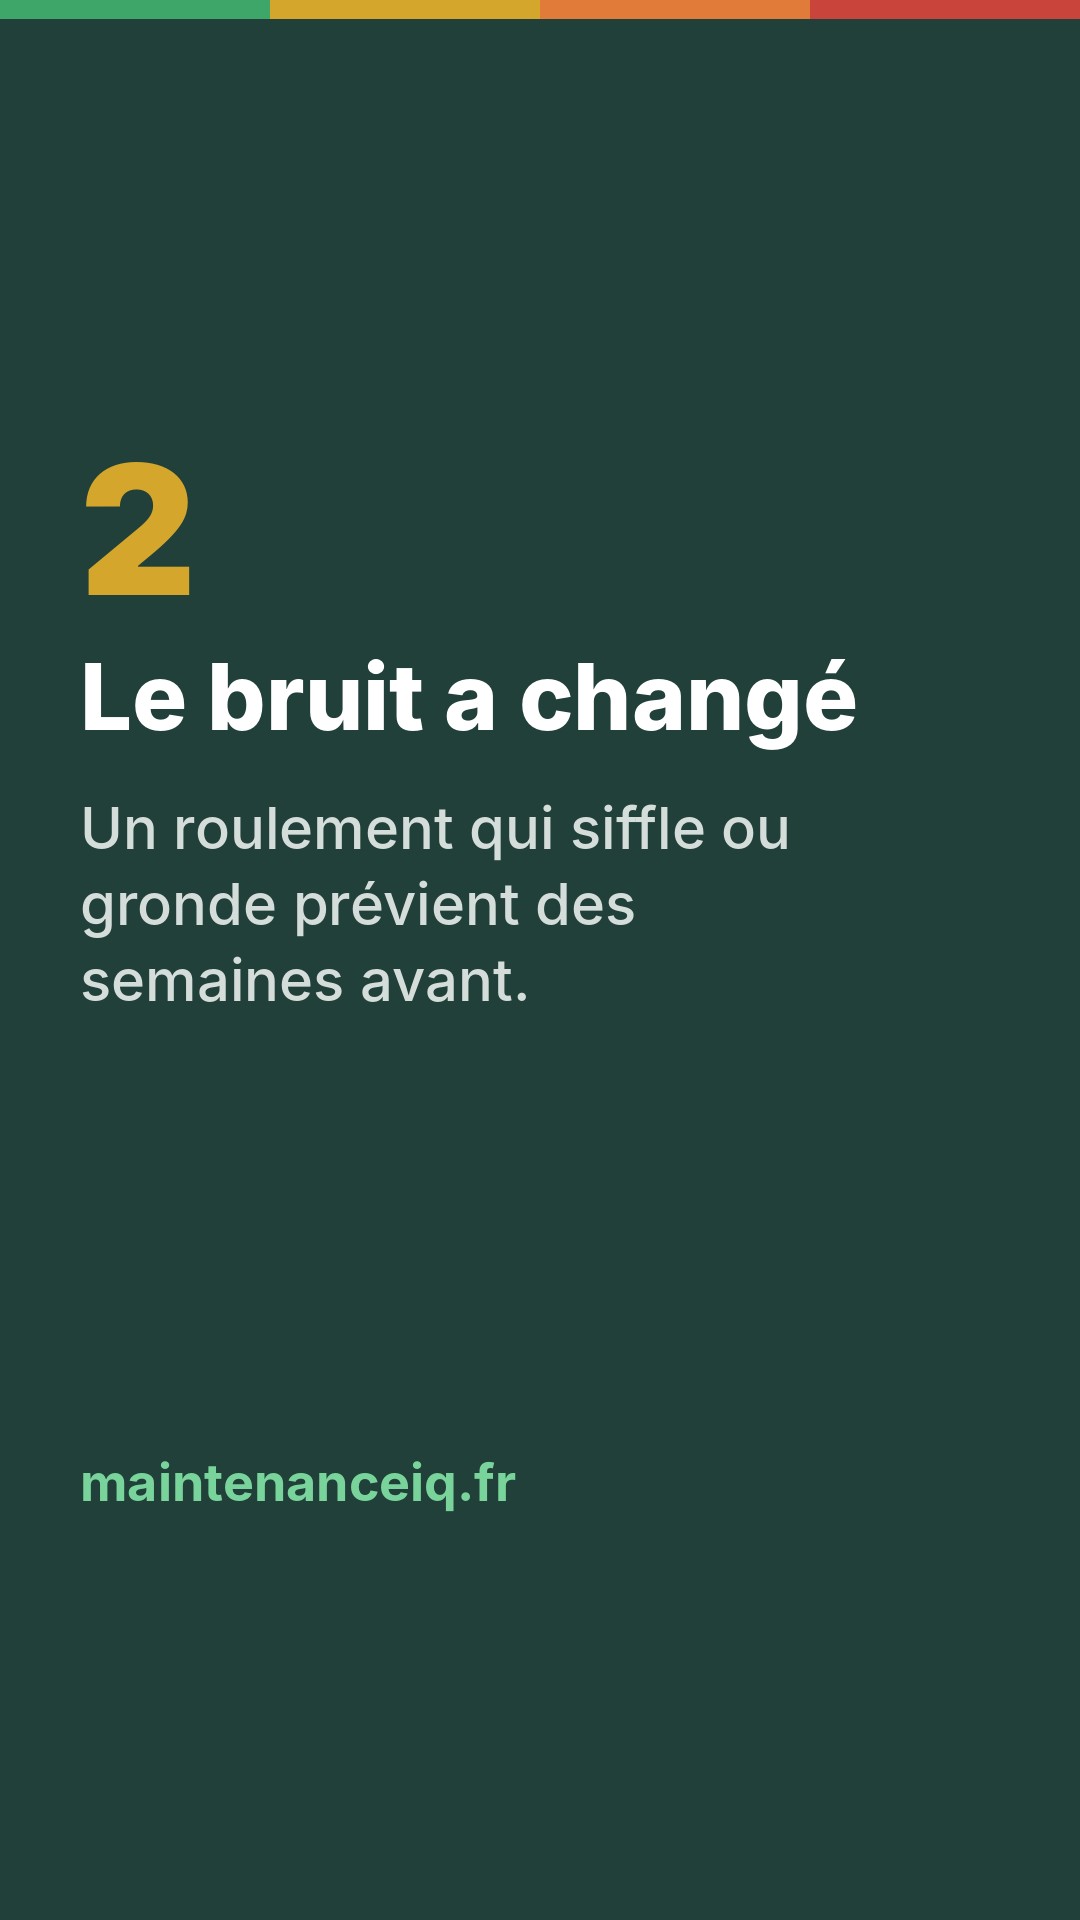 2
Le bruit a changé
Un roulement qui siffle ou
gronde prévient des
semaines avant.
maintenanceiq.fr